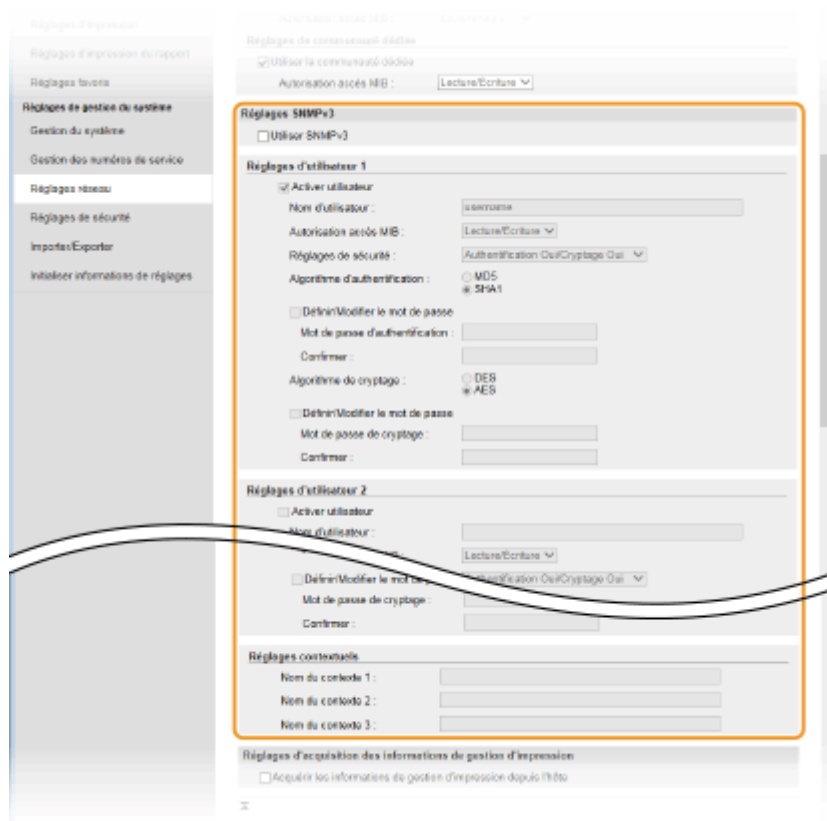 Réglages d'impression
Réglages d'impression du rapport
Réglages favoris
Réglages de gestion du système
Gestion du système
Gestion des numéros de service
Réglages réseau
Réglages de sécurité
Importer/Exporter
Initialiser informations de réglages
Autorisation accès MIB :
Réglages de communauté dédiée
Utiliser la communauté dédiée
Autorisation accès MIB : Lecture/Ecriture
Réglages SNMPv3
Utiliser SNMPv3
Réglages d'utilisateur 1
Activer utilisateur
Nom d'utilisateur : username
Autorisation accès MIB : Lecture/Ecriture
Réglages de sécurité : Authentification Oui/Cryptage Oui
Algorithme d'authentification : MD5
SHA1
Définir/Modifier le mot de passe
Mot de passe d'authentification :
Confirmer :
Algorithme de cryptage : DES
AES
Définir/Modifier le mot de passe
Mot de passe de cryptage :
Confirmer :
Réglages d'utilisateur 2
Activer utilisateur
Nom d'utilisateur :
Lecture/Ecriture
Définir/Modifier le mot de Authentification Oui/Cryptage Oui
Mot de passe de cryptage :
Confirmer :
Réglages contextuels
Nom du contexte 1 :
Nom du contexte 2 :
Nom du contexte 3 :
Réglages d'acquisition des informations de gestion d'impression
Acquérir les informations de gestion d'impression depuis l'hôte